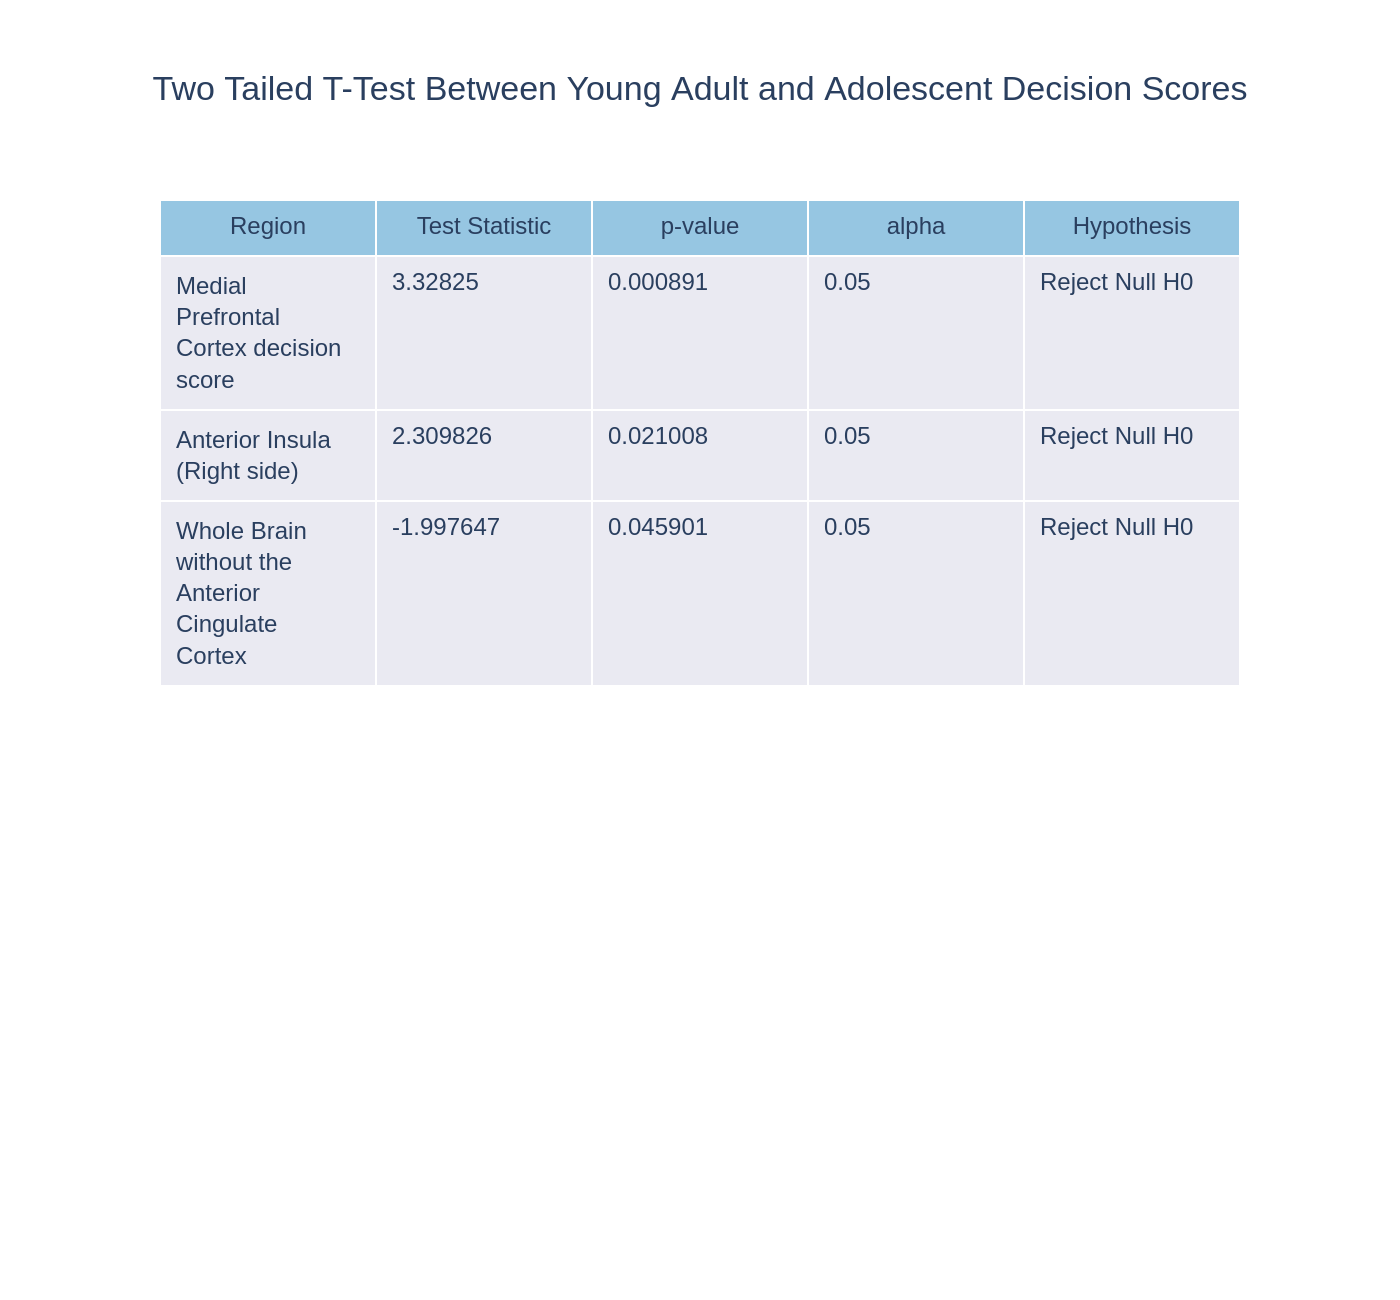 Two Tailed T-Test Between Young Adult and Adolescent Decision Scores
Region Test Statistic p-value alpha Hypothesis
Medial 3.32825 0.000891 0.05 Reject Null H0
Prefrontal
Cortex decision
score
Anterior Insula 2.309826 0.021008 0.05 Reject Null H0
(Right side)
Whole Brain -1.997647 0.045901 0.05 Reject Null H0
without the
Anterior
Cingulate
Cortex